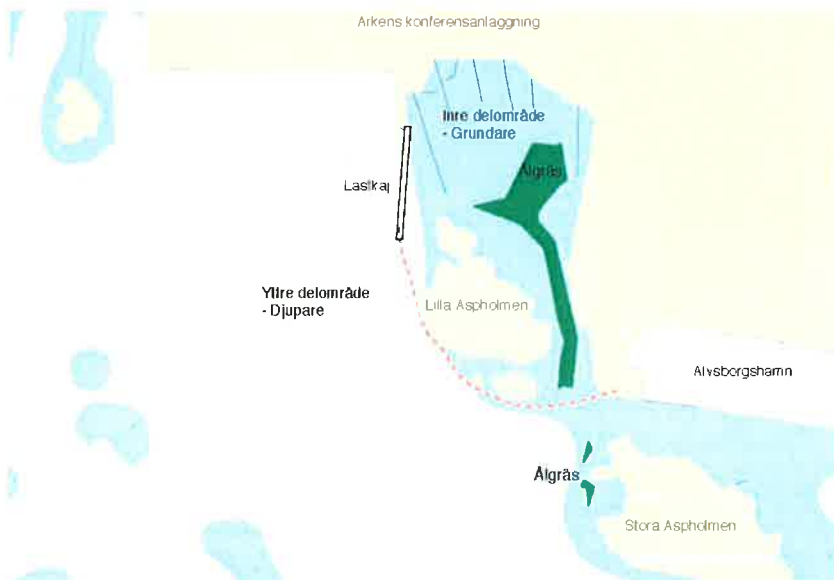 Arkens konferensanläggning
Inre delområde
- Grundare
Ålgräs
Lastkaj
Yttre delområde
- Djupare
Lilla Aspholmen
Älvsborgshamn
Ålgräs
Stora Aspholmen